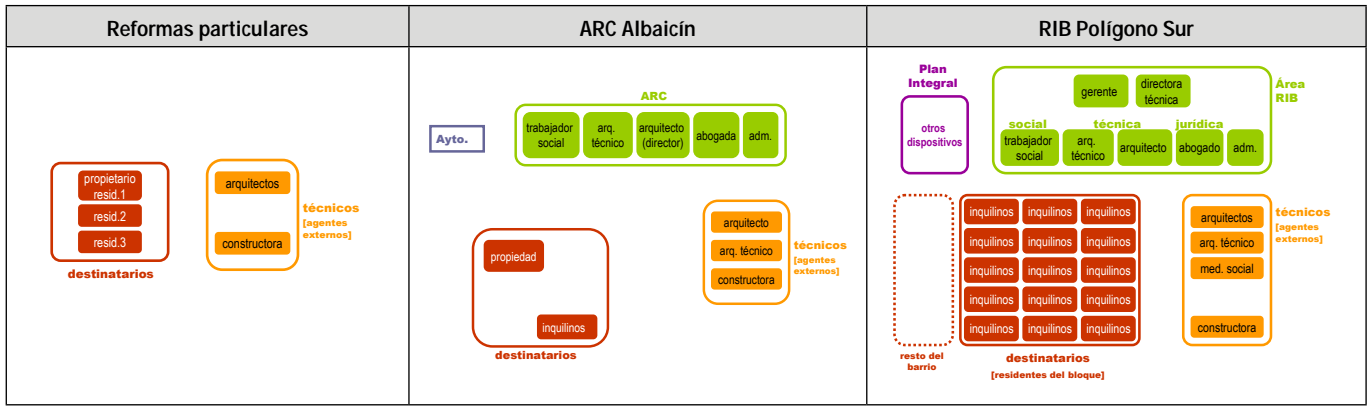 Reformas particulares
propietario
resid.1
resid.2
resid.3
destinatarios
arquitectos
constructora
técnicos
[agentes
externos]
ARC Albaicín
Ayto.
ARC
trabajador
social
arq.
técnico
arquitecto
(director)
abogada
adm.
propiedad
inquilinos
destinatarios
arquitecto
arq. técnico
constructora
técnicos
[agentes
externos]
RIB Polígono Sur
Plan
Integral
otros
dispositivos
Área
RIB
gerente
directora
técnica
social técnica jurídica
trabajador
social
arq.
técnico
arquitecto
abogado
adm.
resto del
barrio
inquilinos inquilinos inquilinos
inquilinos inquilinos inquilinos
inquilinos inquilinos inquilinos
inquilinos inquilinos inquilinos
inquilinos inquilinos inquilinos
destinatarios
[residentes del bloque]
arquitectos
arq. técnico
med. social
constructora
técnicos
[agentes
externos]